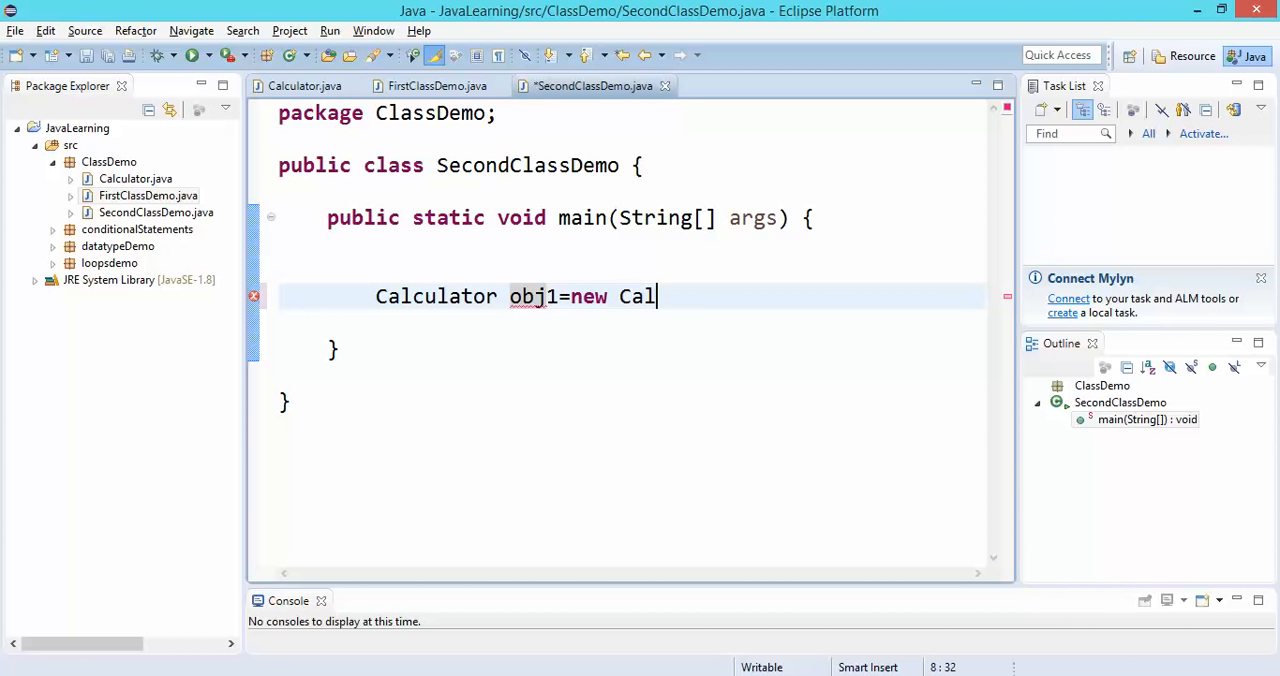 Java - JavaLearning/src/ClassDemo/SecondClassDemo.java - Eclipse Platform
File Edit Source Refactor Navigate Search Project Run Window Help
Quick Access Resource Java
Package Explorer
JavaLearning
src
ClassDemo
Calculator.java
FirstClassDemo.java
SecondClassDemo.java
conditionalStatements
datatypeDemo
loopsdemo
JRE System Library [JavaSE-1.8]
Calculator.java FirstClassDemo.java *SecondClassDemo.java
package ClassDemo;
public class SecondClassDemo {
public static void main(String[] args) {
Calculator obj1=new Cal
}
}
Task List
Find All Activate...
Connect Mylyn
Connect to your task and ALM tools or
create a local task.
Outline
ClassDemo
SecondClassDemo
main(String[]) : void
Console
No consoles to display at this time.
Writable Smart Insert 8 : 32